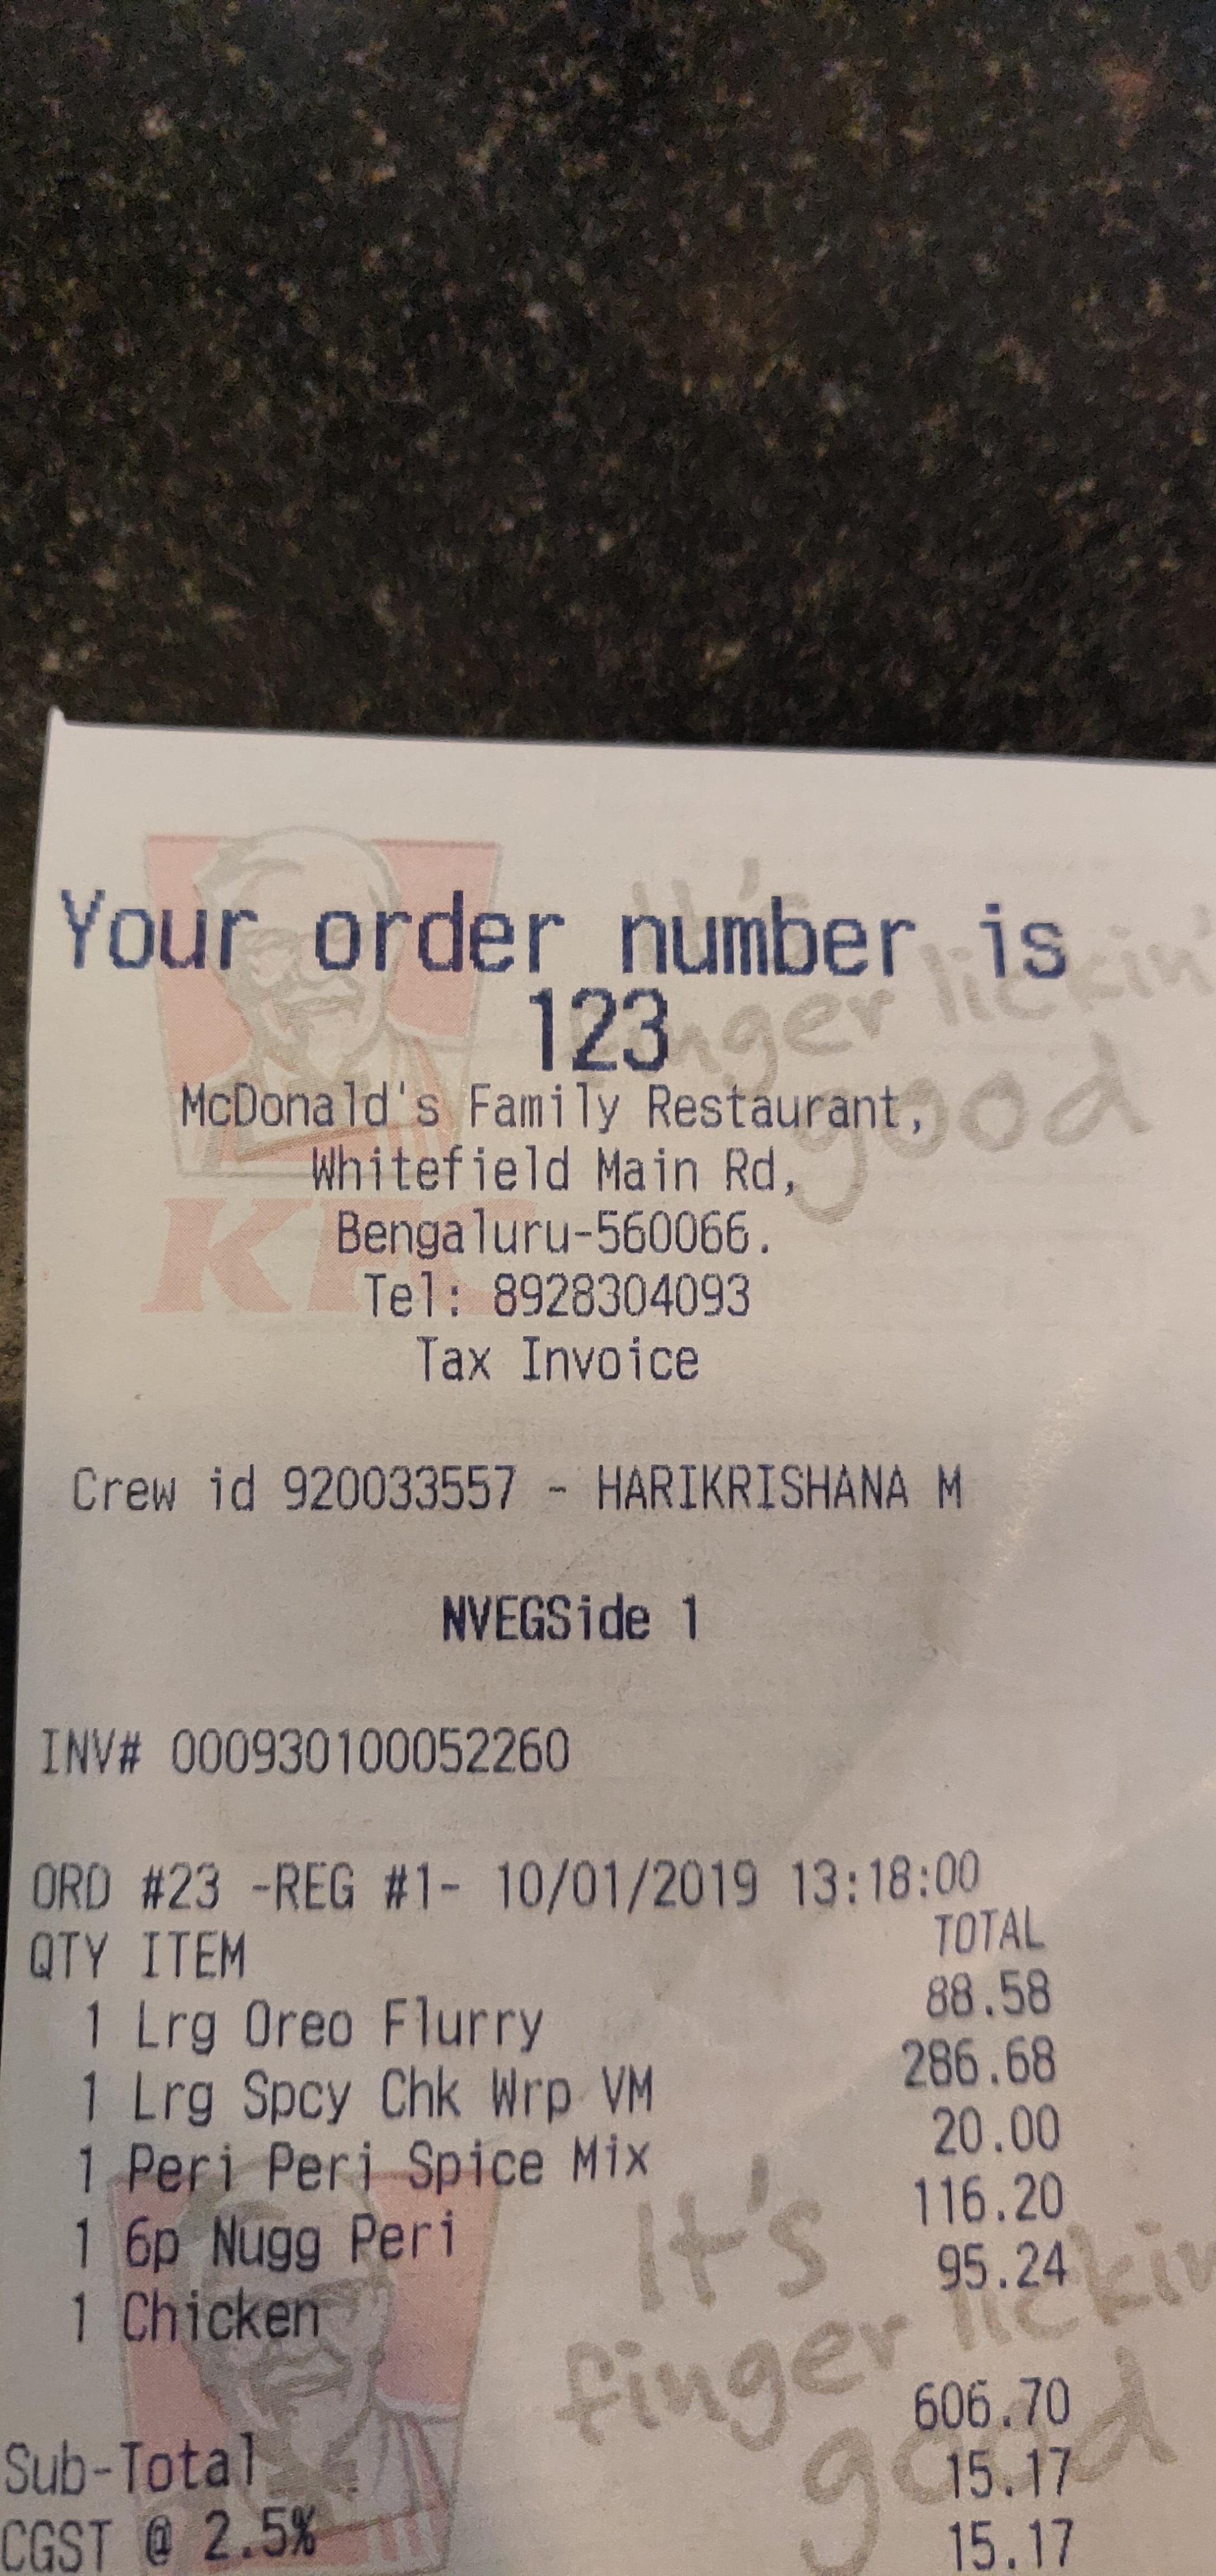 Your order number is
123
McDonald's Family Restaurant,
Whitefield Main Rd,
Bengaluru-560066.
Tel: 8928304093
Tax Invoice
Crew id 920033557 - HARIKRISHANA M
NVEGSide 1
INV# 000930100052260
ORD #23 -REG #1- 10/01/2019 13:18:00
QTY ITEM TOTAL
1 Lrg Oreo Flurry 88.58
1 Lrg Spcy Chk Wrp VM 286.68
1 Peri Peri Spice Mix 20.00
1 6p Nugg Peri 116.20
1 Chicken 95.24
Sub-Total 606.70
CGST @ 2.5% 15.17
15.17
It's
finger lickin'
good
KFC
It's
finger lickin
good